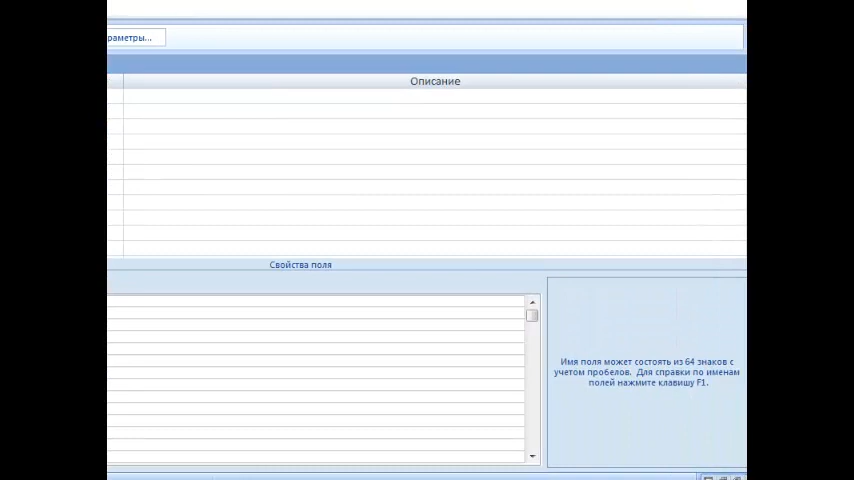 раметры...
Описание
Свойства поля
Имя поля может состоять из 64 знаков с
учетом пробелов. Для справки по именам
полей нажмите клавишу F1.